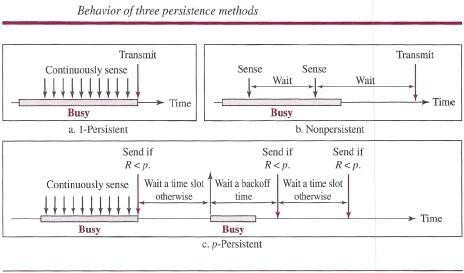 Behavior of three persistence methods
Transmit
Continuously sense
Time
Busy
a. 1-Persistent
Transmit
Sense Sense
Wait Wait
Time
Busy
b. Nonpersistent
Send if Send if Send if
R < p. R < p. R < p.
Continuously sense Wait a time slot Wait a backoff Wait a time slot
otherwise time otherwise
Time
Busy Busy
c. p-Persistent